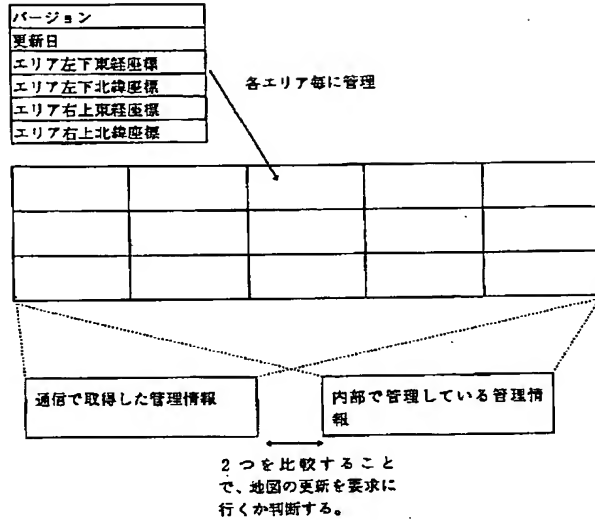 バージョン
更新日
エリア左下東経座標
エリア左下北緯座標
エリア右上東経座標
エリア右上北緯座標
各エリア毎に管理
通信で取得した管理情報
内部で管理している管理情
報
2つを比較すること
で、地図の更新を要求に
行くか判断する。